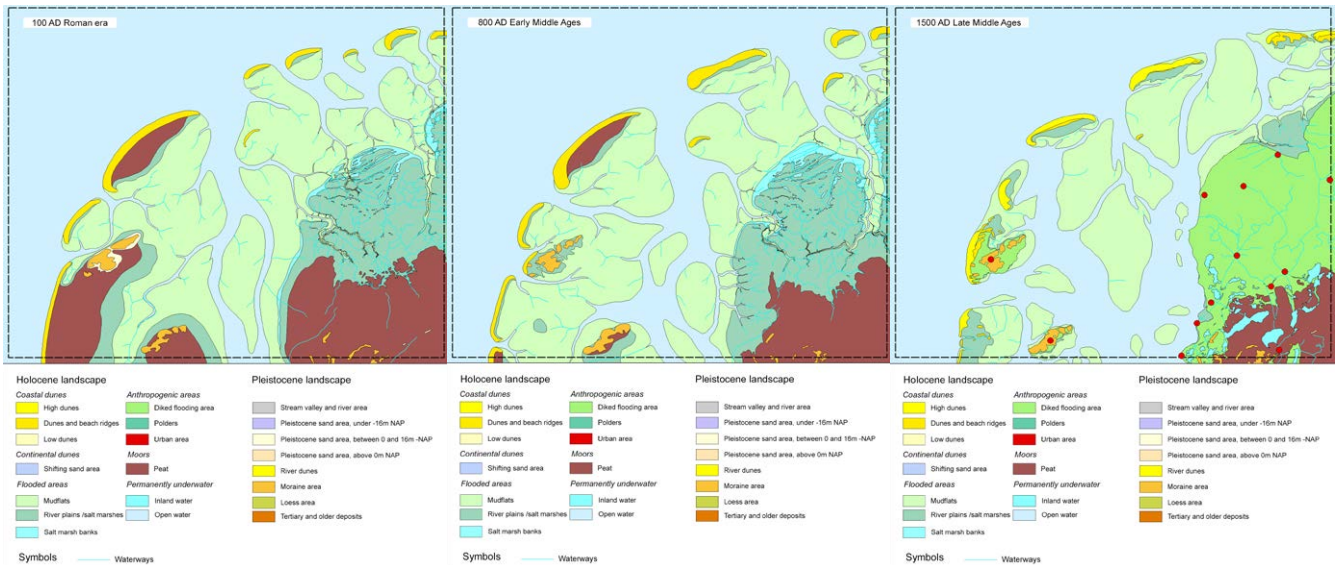 100 AD Roman era
800 AD Early Middle Ages
1500 AD Late Middle Ages
Holocene landscape
Coastal dunes
High dunes
Dunes and beach ridges
Low dunes
Continental dunes
Shifting sand area
Flooded areas
Mudflats
River plains /salt marshes
Salt marsh banks
Anthropogenic areas
Diked flooding area
Polders
Urban area
Moors
Peat
Permanently underwater
Inland water
Open water
Pleistocene landscape
Stream valley and river area
Pleistocene sand area, under -16m NAP
Pleistocene sand area, between 0 and 16m -NAP
Pleistocene sand area, above 0m NAP
River dunes
Moraine area
Loess area
Tertiary and older deposits
Symbols
Waterways
Holocene landscape
Coastal dunes
High dunes
Dunes and beach ridges
Low dunes
Continental dunes
Shifting sand area
Flooded areas
Mudflats
River plains /salt marshes
Salt marsh banks
Anthropogenic areas
Diked flooding area
Polders
Urban area
Moors
Peat
Permanently underwater
Inland water
Open water
Pleistocene landscape
Stream valley and river area
Pleistocene sand area, under -16m NAP
Pleistocene sand area, between 0 and 16m -NAP
Pleistocene sand area, above 0m NAP
River dunes
Moraine area
Loess area
Tertiary and older deposits
Symbols
Waterways
Holocene landscape
Coastal dunes
High dunes
Dunes and beach ridges
Low dunes
Continental dunes
Shifting sand area
Flooded areas
Mudflats
River plains /salt marshes
Salt marsh banks
Anthropogenic areas
Diked flooding area
Polders
Urban area
Moors
Peat
Permanently underwater
Inland water
Open water
Pleistocene landscape
Stream valley and river area
Pleistocene sand area, under -16m NAP
Pleistocene sand area, between 0 and 16m -NAP
Pleistocene sand area, above 0m NAP
River dunes
Moraine area
Loess area
Tertiary and older deposits
Symbols
Waterways